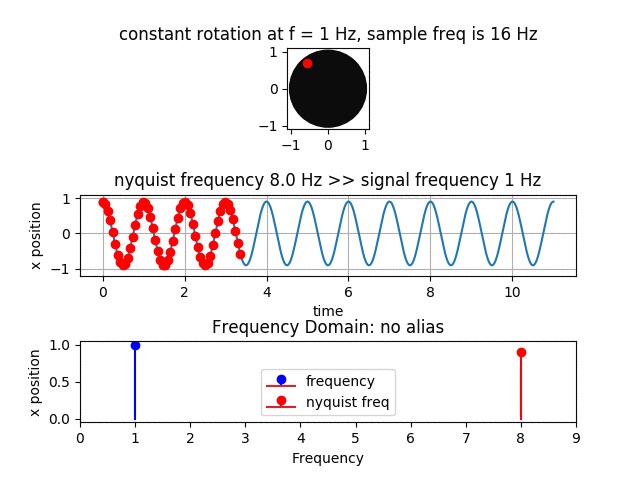 constant rotation at f = 1 Hz, sample freq is 16 Hz
1
0
−1
−1 0 1
nyquist frequency 8.0 Hz >> signal frequency 1 Hz
1
0
−1
x position
0 2 4 6 8 10
time
Frequency Domain: no alias
1.0
0.5
0.0
x position
frequency
nyquist freq
0 1 2 3 4 5 6 7 8 9
Frequency